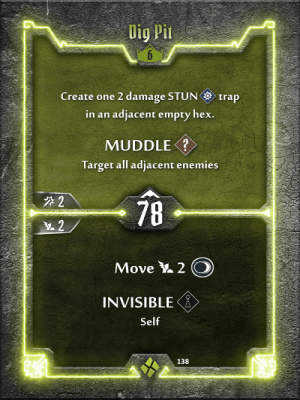 Dig Pit
6
Create one 2 damage STUN trap
in an adjacent empty hex.
MUDDLE ?
Target all adjacent enemies
2
78
2
Move 2
INVISIBLE
Self
138